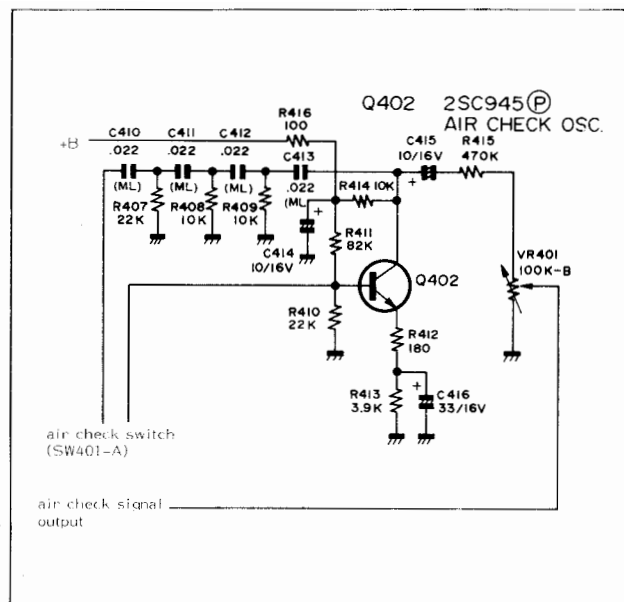 Q402 2SC945 Ⓟ
AIR CHECK OSC.
C410
.022
(ML)
C411
.022
(ML)
C412
.022
(ML)
R416
100
C413
.022
(ML
C415
10/16V
R415
470K
+B
R407
22K
R408
10K
R409
10K
+
C414
10/16V
R414 10K
R411
82K
+
VR401
100K-B
Q402
R410
22K
R412
180
R413
3.9K
+
C416
33/16V
air check switch
(SW401-A)
air check signal
output